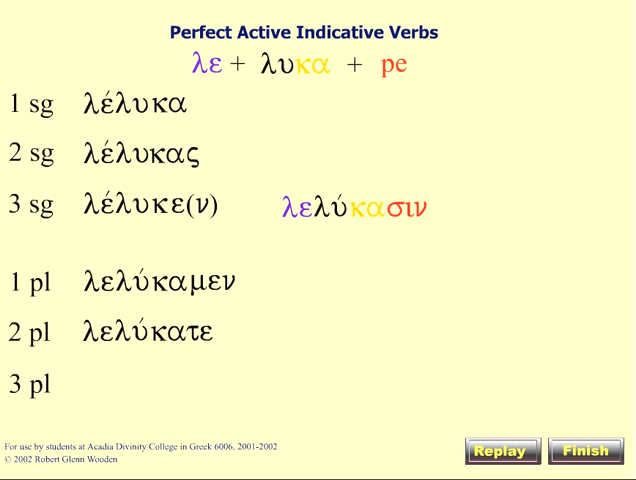 Perfect Active Indicative Verbs
λε + λυκα + pe
1 sg λέλυκα
2 sg λέλυκας
3 sg λέλυκε(ν)
λελύκασιν
1 pl λελύκαμεν
2 pl λελύκατε
3 pl
For use by students at Acadia Divinity College in Greek 6006, 2001-2002
© 2002 Robert Glenn Wooden
Replay
Finish